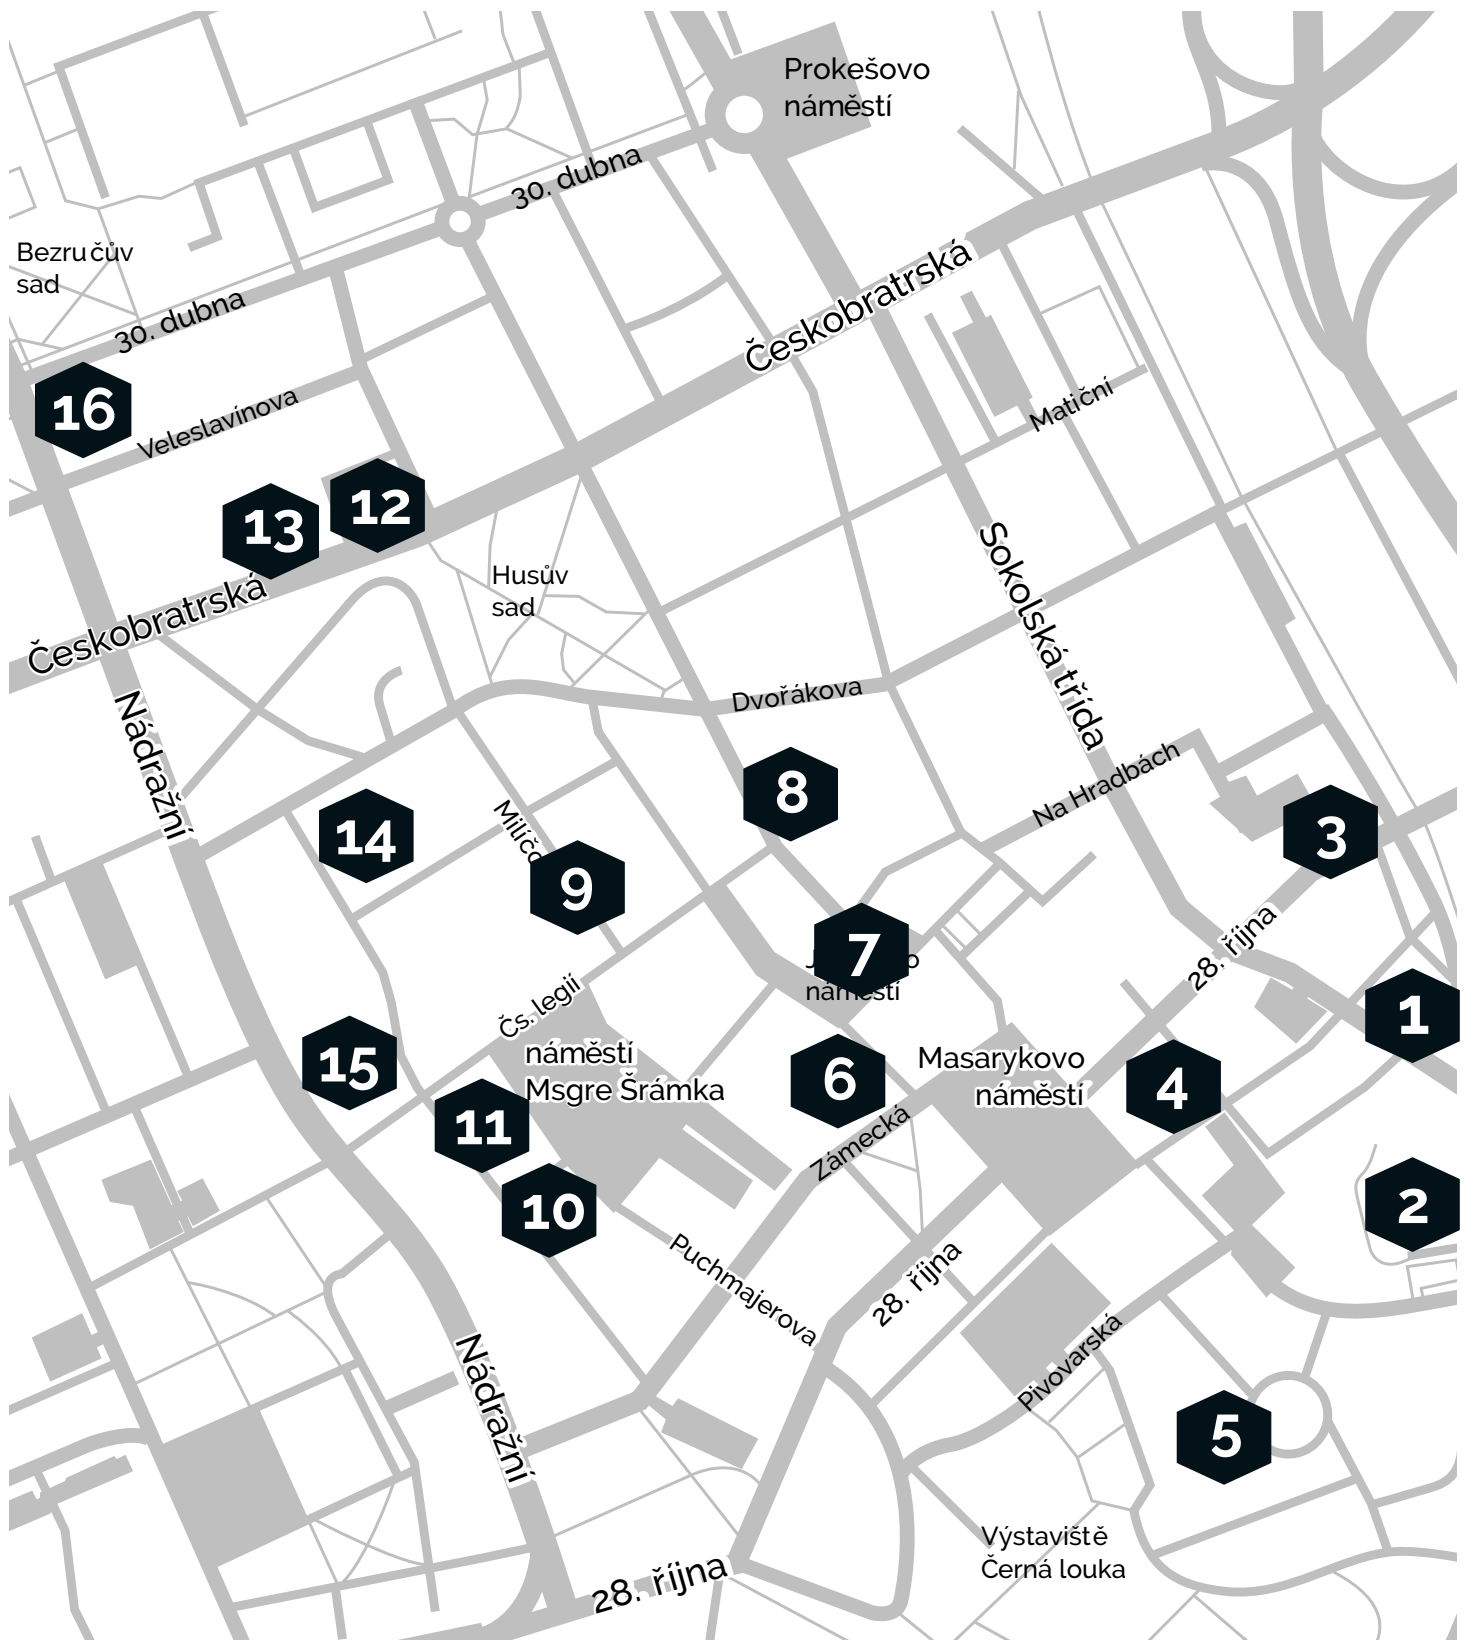 Prokešovo
náměstí
30. dubna
Bezručův
sad
30. dubna
Českobratrská
16
Veleslavínova
Matiční
12
13
Husův
sad
Českobratrská
Sokolská třída
Nádražní
Dvořákova
Na Hradbách
8
14
3
9
28. října
7
náměstí
Čs. legií
1
náměstí
Msgre Šrámka
15
6
Masarykovo
náměstí
4
11
Zámecká
10
2
Puchmajerova
28. října
Pivovarská
Nádražní
5
Výstaviště
Černá louka
28. října